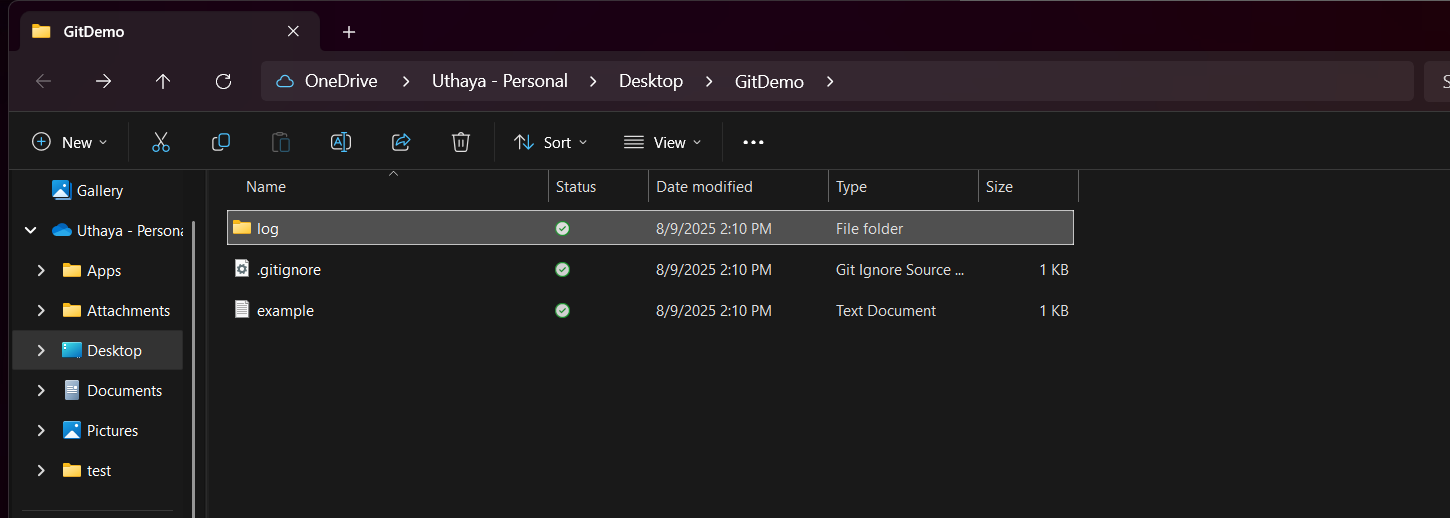 GitDemo
OneDrive > Uthaya - Personal > Desktop > GitDemo >
New Sort View
Gallery
Uthaya - Persona
Apps
Attachments
Desktop
Documents
Pictures
test
Name Status Date modified Type Size
log 8/9/2025 2:10 PM File folder
.gitignore 8/9/2025 2:10 PM Git Ignore Source ... 1 KB
example 8/9/2025 2:10 PM Text Document 1 KB